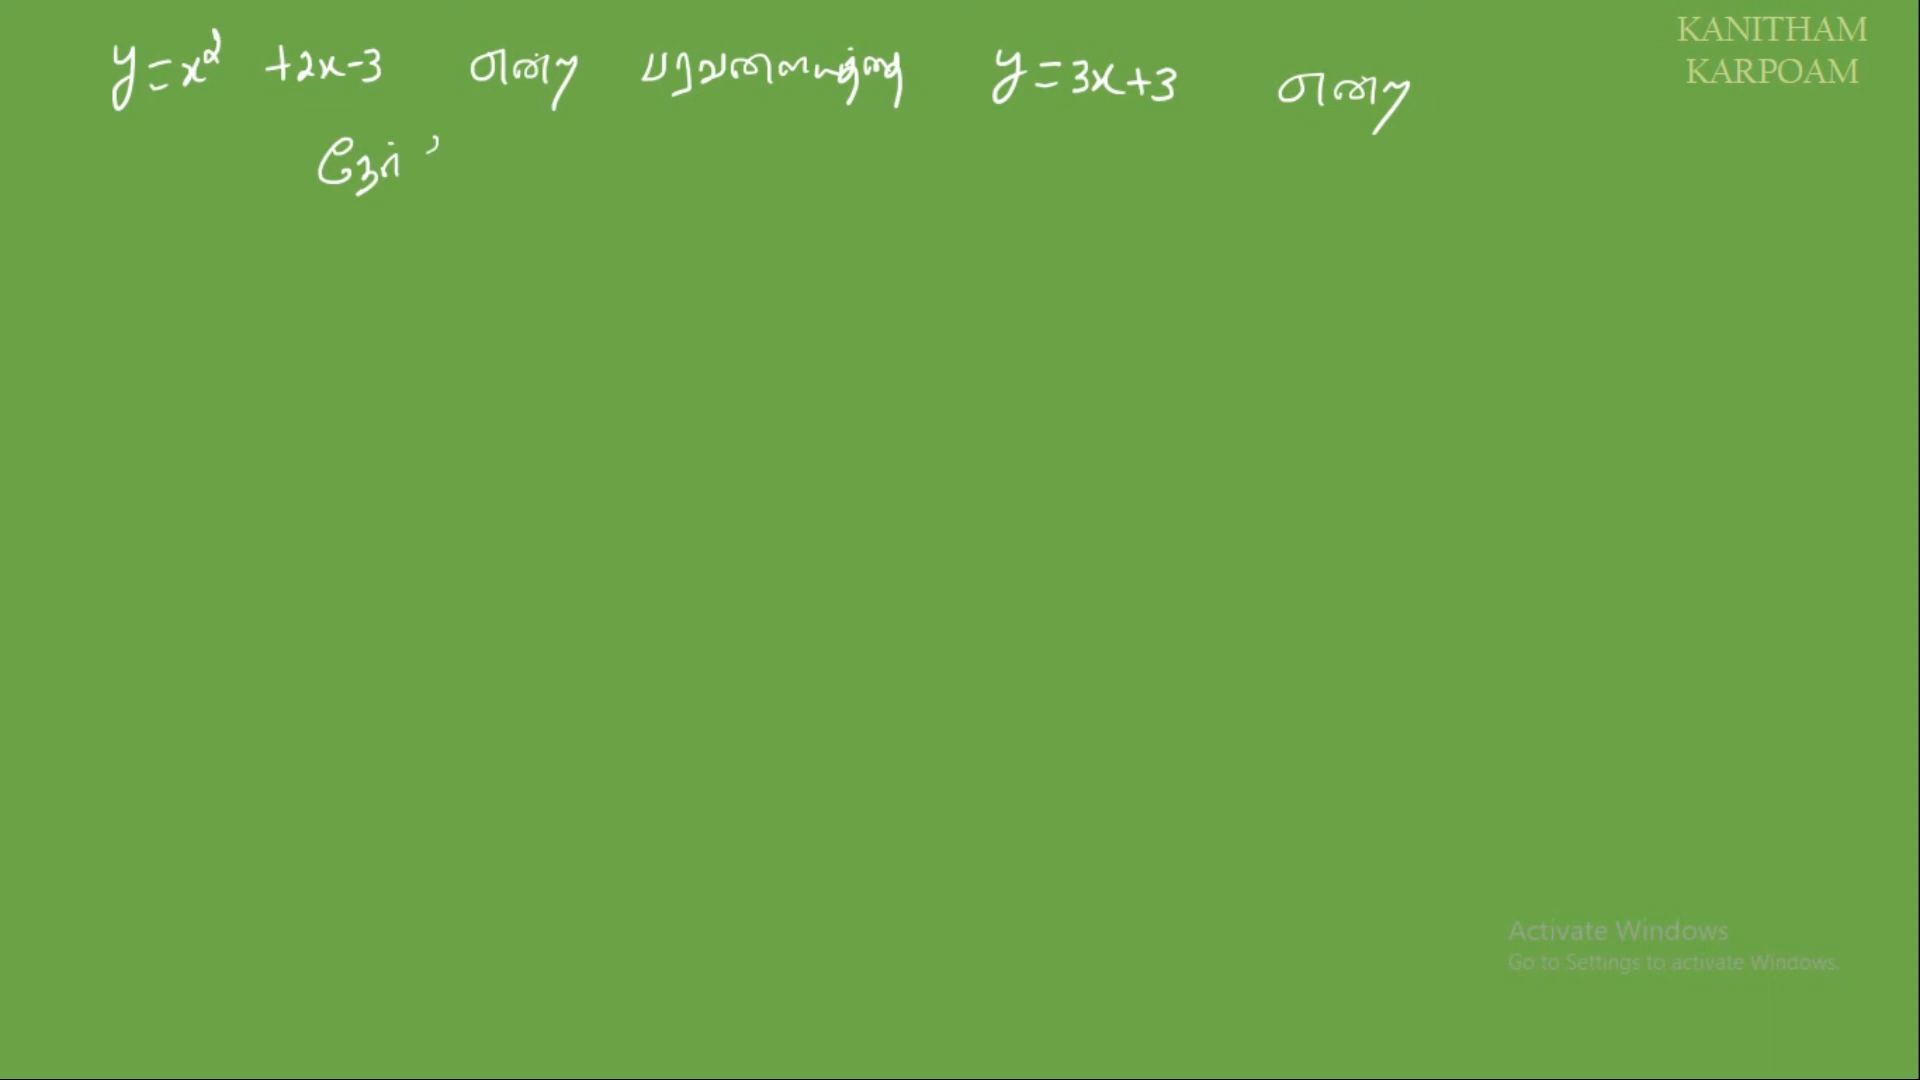 y=x² +2x-3 என்ற பரவளையத்தை y=3x+3 என்ற
நேர்
KANITHAM
KARPOAM
Activate Windows
Go to Settings to activate Windows.